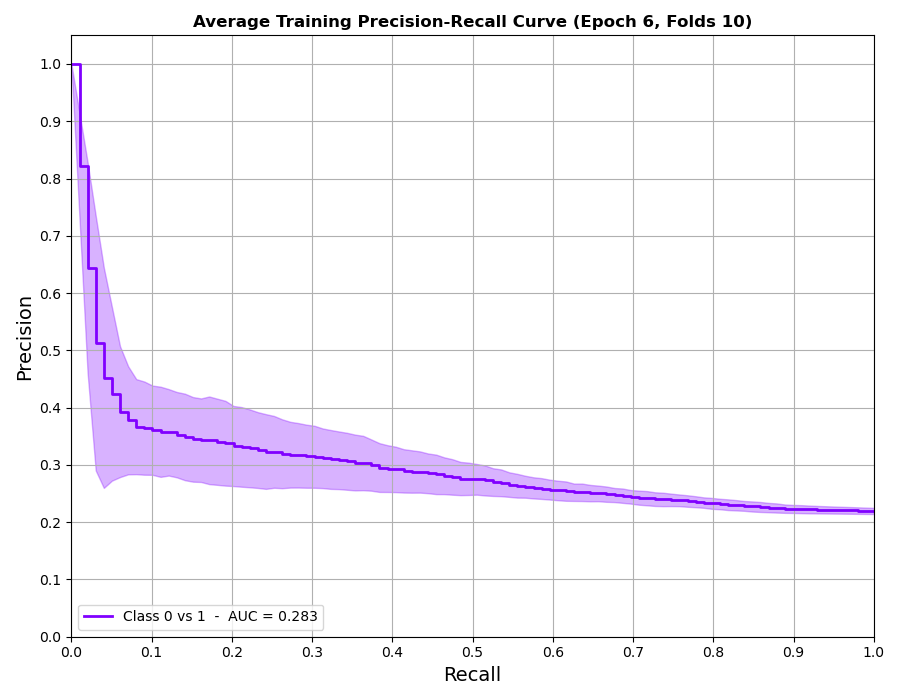 Average Training Precision-Recall Curve (Epoch 6, Folds 10)
Precision
1.0
0.9
0.8
0.7
0.6
0.5
0.4
0.3
0.2
0.1
0.0
Class 0 vs 1 - AUC = 0.283
0.0 0.1 0.2 0.3 0.4 0.5 0.6 0.7 0.8 0.9 1.0
Recall